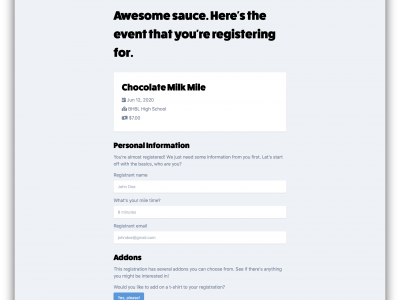 Awesome sauce. Here's the
event that you're registering
for.
Chocolate Milk Mile
Jun 12, 2020
BHBL High School
$7.00
Personal Information
You're almost registered! We just need some information from you first. Let's start
off with the basics, who are you?
Registrant name
John Doe
What's your mile time?
8 minutes
Registrant email
johndoe@gmail.com
Addons
This registration has several addons you can choose from. See if there's anything
you might be interested in!
Would you like to add on a t-shirt to your registration?
Yes, please!